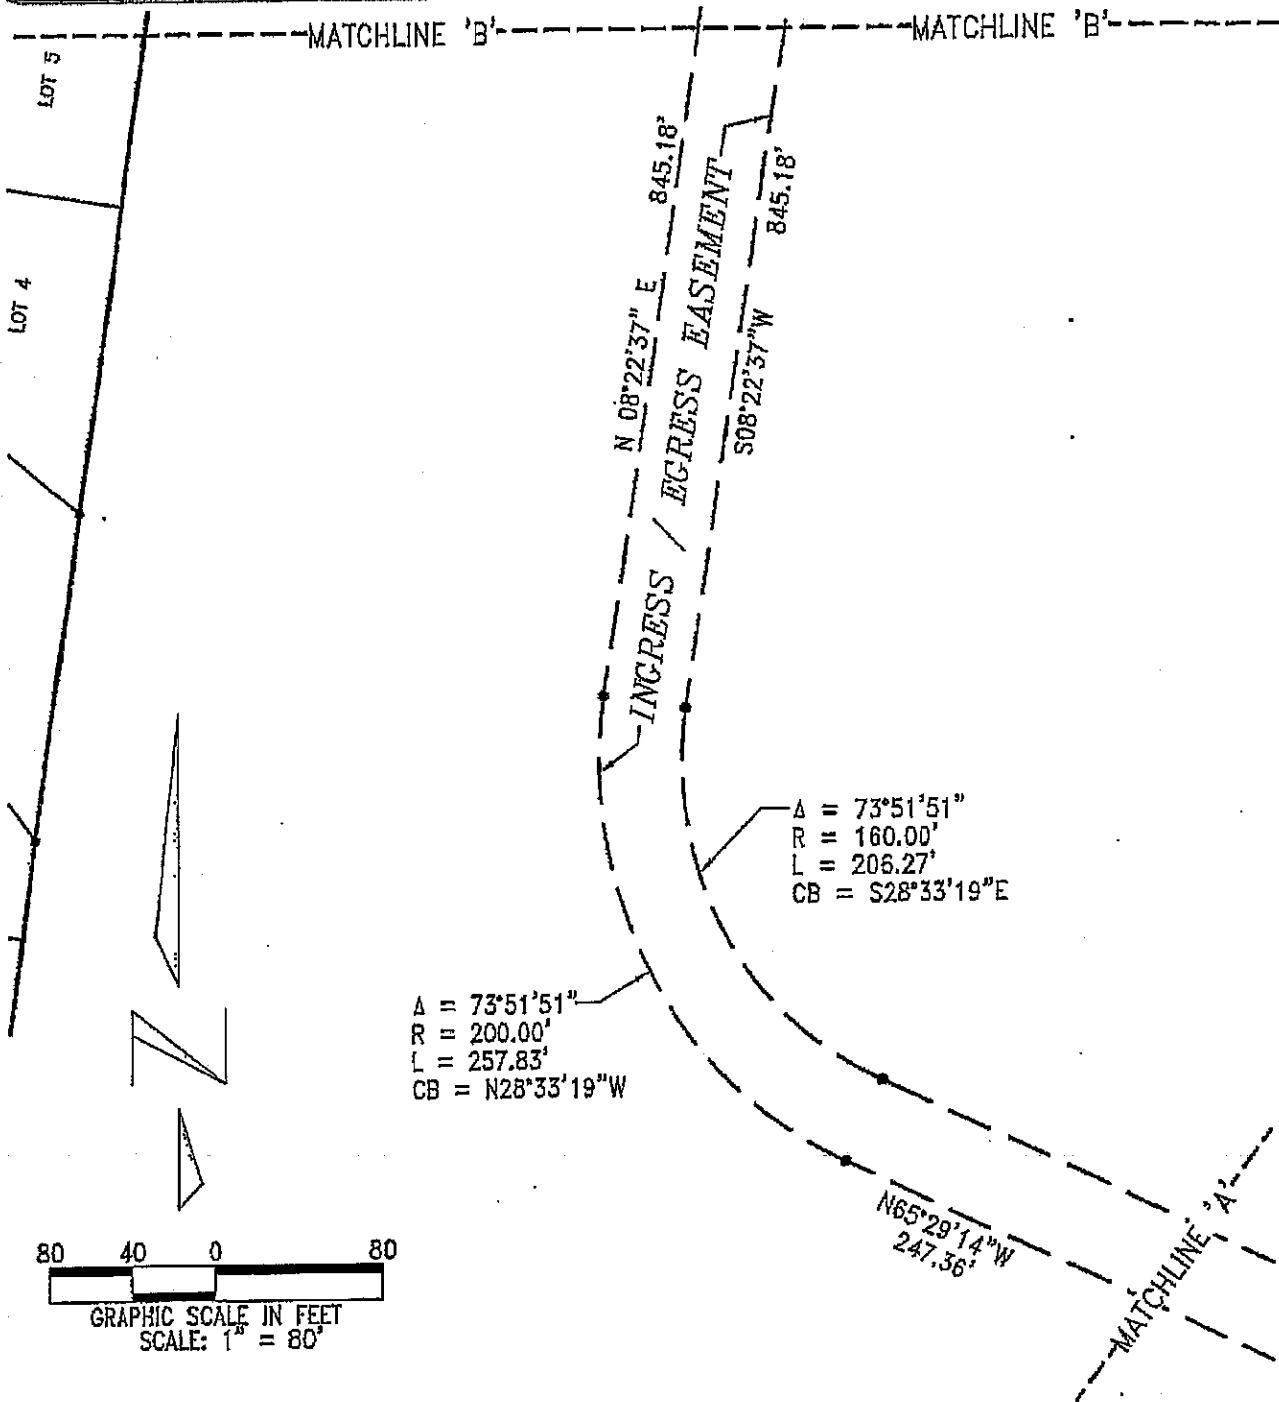 MATCHLINE 'B'
MATCHLINE 'B'
LOT 5
LOT 4
N 08°22'37" E 845.18'
INGRESS / EGRESS EASEMENT
S08°22'37"W 845.18'
Δ = 73°51'51"
R = 160.00'
L = 206.27'
CB = S28°33'19"E
Δ = 73°51'51"
R = 200.00'
L = 257.83'
CB = N28°33'19"W
N65°29'14"W
247.36'
MATCHLINE 'A'
N
80 40 0 80
GRAPHIC SCALE IN FEET
SCALE: 1" = 80'